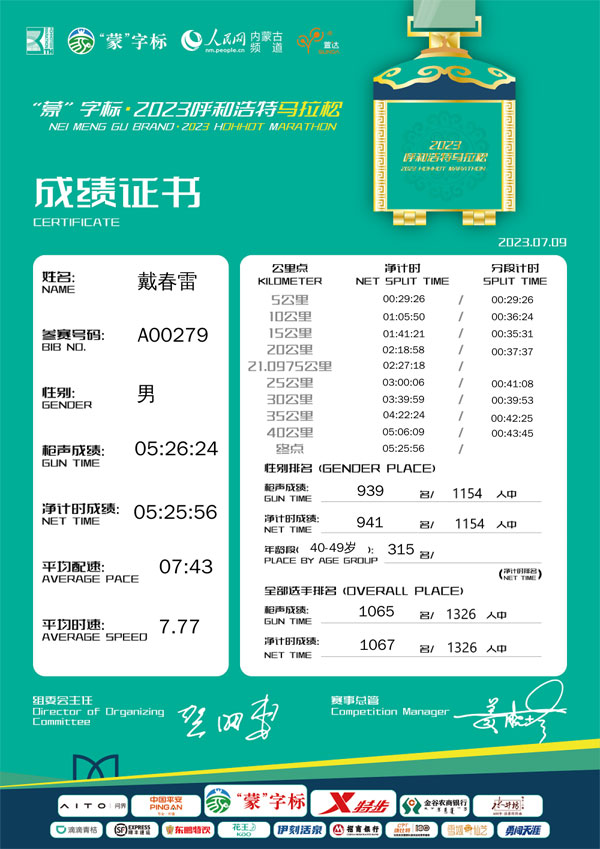 "蒙"字标
人民网 内蒙古频道
nm.people.cn
置达
"蒙"字标·2023呼和浩特马拉松
NEI MENG GU BRAND·2023 HOHHOT MARATHON
2023
呼和浩特马拉松
2023 HOHHOT MARATHON
成绩证书
CERTIFICATE
2023.07.09
姓名: 戴春雷
NAME
参赛号码: A00279
BIB NO.
性别: 男
GENDER
枪声成绩: 05:26:24
GUN TIME
净计时成绩: 05:25:56
NET TIME
平均配速: 07:43
AVERAGE PACE
平均时速: 7.77
AVERAGE SPEED
公里点 净计时 分段计时
KILOMETER NET SPLIT TIME SPLIT TIME
5公里 00:29:26 / 00:29:26
10公里 01:05:50 / 00:36:24
15公里 01:41:21 / 00:35:31
20公里 02:18:58 / 00:37:37
21.0975公里 02:27:18 /
25公里 03:00:06 / 00:41:08
30公里 03:39:59 / 00:39:53
35公里 04:22:24 / 00:42:25
40公里 05:06:09 / 00:43:45
终点 05:25:56 /
性别排名 (GENDER PLACE)
枪声成绩: 939 名/ 1154 人中
GUN TIME
净计时成绩: 941 名/ 1154 人中
NET TIME
年龄段( 40-49岁 ): 315 名/
PLACE BY AGE GROUP
(净计时排名)
NET TIME
全部选手排名 (OVERALL PLACE)
枪声成绩: 1065 名/ 1326 人中
GUN TIME
净计时成绩: 1067 名/ 1326 人中
NET TIME
组委会主任
Director of Organizing
Committee
赛事总管
Competition Manager
AITO 问界
中国平安
PING AN
"蒙"字标
特步
金谷农商银行
滴滴青桔
SF EXPRESS
顺丰速运
东鹏特饮
花王
KAO
伊刻活泉
招商银行
勇闯天涯